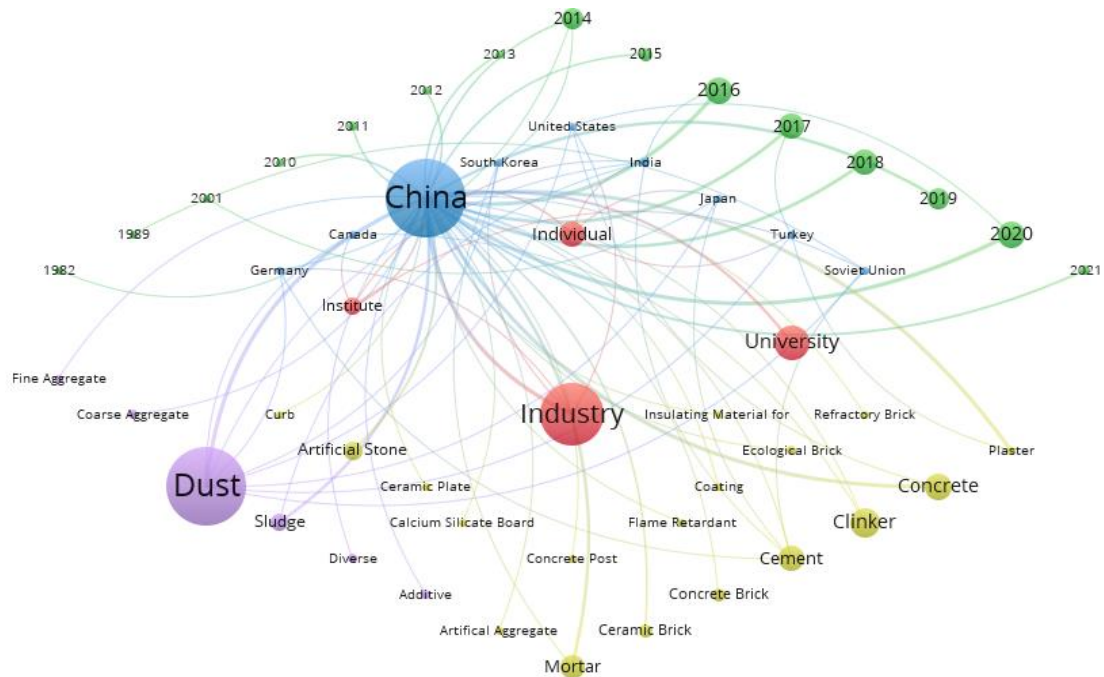 2014
2013
2015
2012
2016
2011
United States
2017
2010
South Korea
India
2018
China
2001
Japan
2019
1989
Canada
Individual
Turkey
2020
1982
Germany
Soviet Union
2021
Institute
University
Fine Aggregate
Coarse Aggregate
Curb
Industry
Insulating Material for
Refractory Brick
Artificial Stone
Ecological Brick
Plaster
Dust
Ceramic Plate
Coating
Concrete
Sludge
Calcium Silicate Board
Flame Retardant
Clinker
Diverse
Concrete Post
Cement
Additive
Concrete Brick
Artifical Aggregate
Ceramic Brick
Mortar